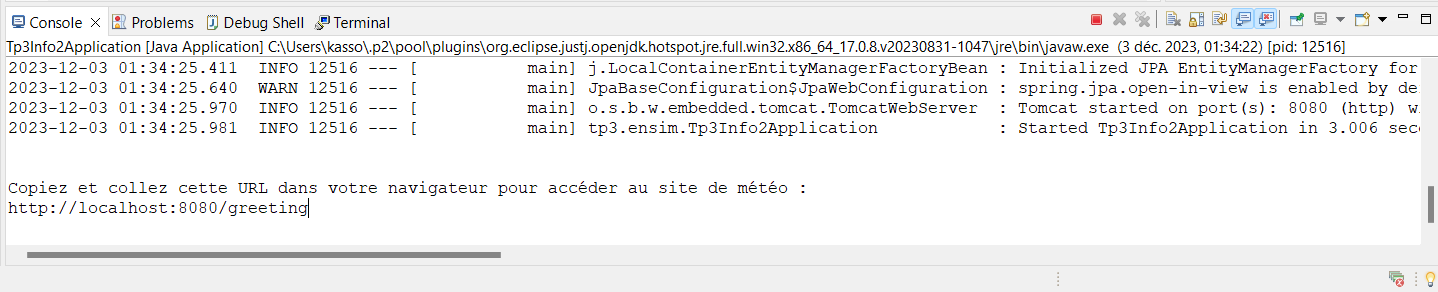 Console Problems Debug Shell Terminal
Tp3Info2Application [Java Application] C:\Users\kasso\.p2\pool\plugins\org.eclipse.justj.openjdk.hotspot.jre.full.win32.x86_64_17.0.8.v20230831-1047\jre\bin\javaw.exe (3 déc. 2023, 01:34:22) [pid: 12516]
2023-12-03 01:34:25.411 INFO 12516 --- [ main] j.LocalContainerEntityManagerFactoryBean : Initialized JPA EntityManagerFactory for
2023-12-03 01:34:25.640 WARN 12516 --- [ main] JpaBaseConfiguration$JpaWebConfiguration : spring.jpa.open-in-view is enabled by de
2023-12-03 01:34:25.970 INFO 12516 --- [ main] o.s.b.w.embedded.tomcat.TomcatWebServer : Tomcat started on port(s): 8080 (http) w
2023-12-03 01:34:25.981 INFO 12516 --- [ main] tp3.ensim.Tp3Info2Application : Started Tp3Info2Application in 3.006 sec
Copiez et collez cette URL dans votre navigateur pour accéder au site de météo :
http://localhost:8080/greeting